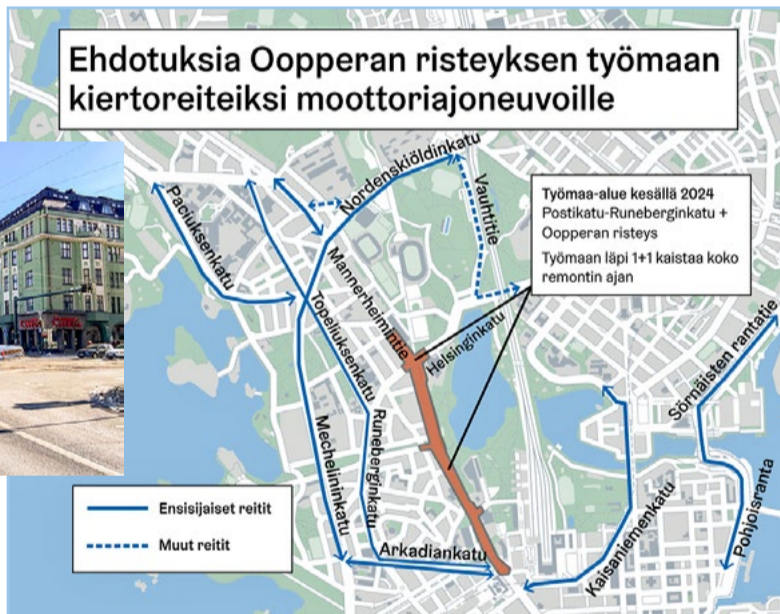 Ehdotuksia Oopperan risteyksen työmaan
kiertoreiteiksi moottoriajoneuvoille
Nordenskiöldinkatu
Paciuksenkatu
Vauhtitie
Työmaa-alue kesällä 2024
Postikatu-Runeberginkatu +
Oopperan risteys
Työmaan läpi 1+1 kaistaa koko
remontin ajan
Mannerheimintie
Topeliuksenkatu
Helsinginkatu
Sörnäisten rantatie
Mechelininkatu
Runeberginkatu
Pohjoisranta
Kaisaniemenkatu
Arkadiankatu
Ensisijaiset reitit
Muut reitit